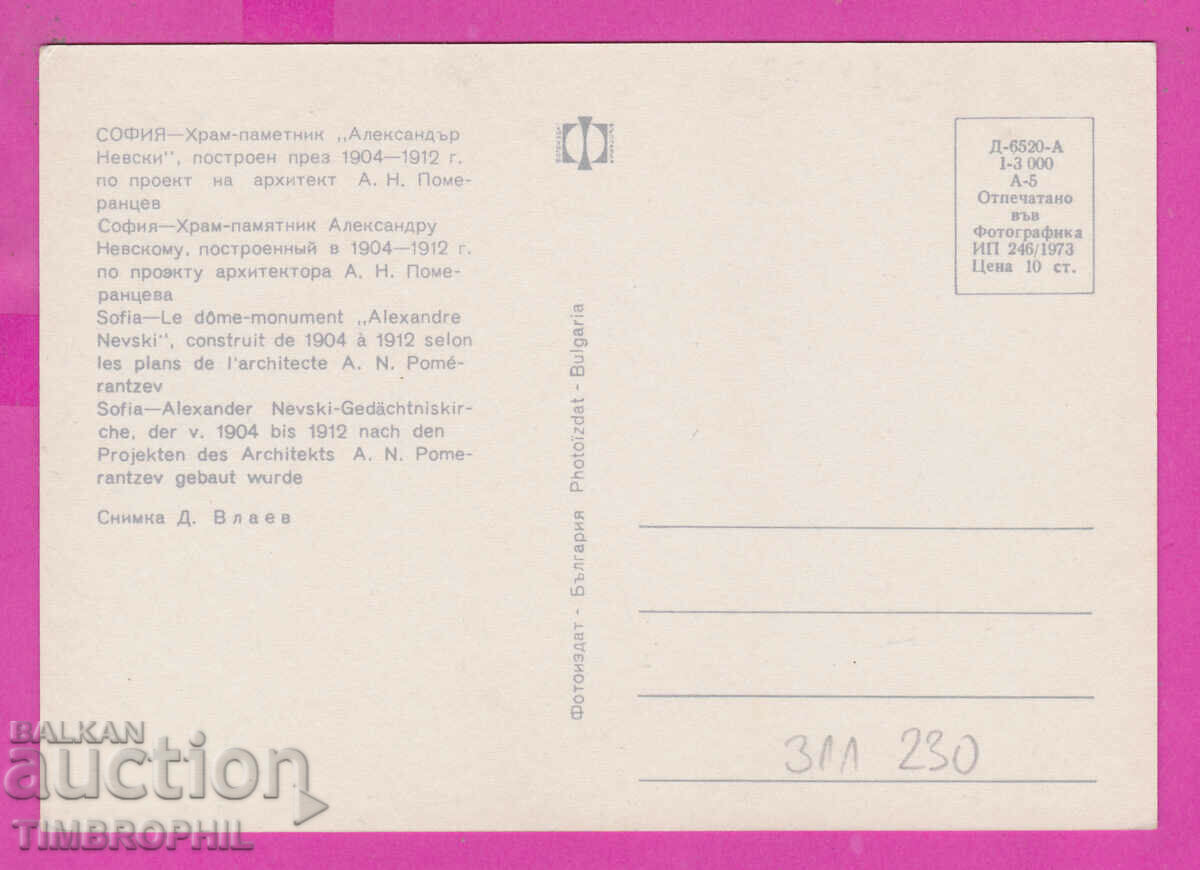 СОФИЯ—Храм-паметник „Александър
Невски", построен през 1904—1912 г.
по проект на архитект А. Н. Поме-
ранцев
София—Храм-памятник Александру
Невскому, построенный в 1904—1912 г.
по проэкту архитектора А. Н. Поме-
ранцева
Sofia—Le dôme-monument „Alexandre
Nevski", construit de 1904 à 1912 selon
les plans de l'architecte A. N. Pomé-
rantzev
Sofia—Alexander Nevski-Gedächtniskir-
che, der v. 1904 bis 1912 nach den
Projekten des Architekts A. N. Pome-
rantzev gebaut wurde
Снимка Д. Влаев
Фотоиздат - България Photoïzdat - Bulgaria
Д-6520-А
1-3 000
А-5
Отпечатано
във
Фотографика
ИП 246/1973
Цена 10 ст.
311 230
BALKAN
auction
TIMBROPHIL